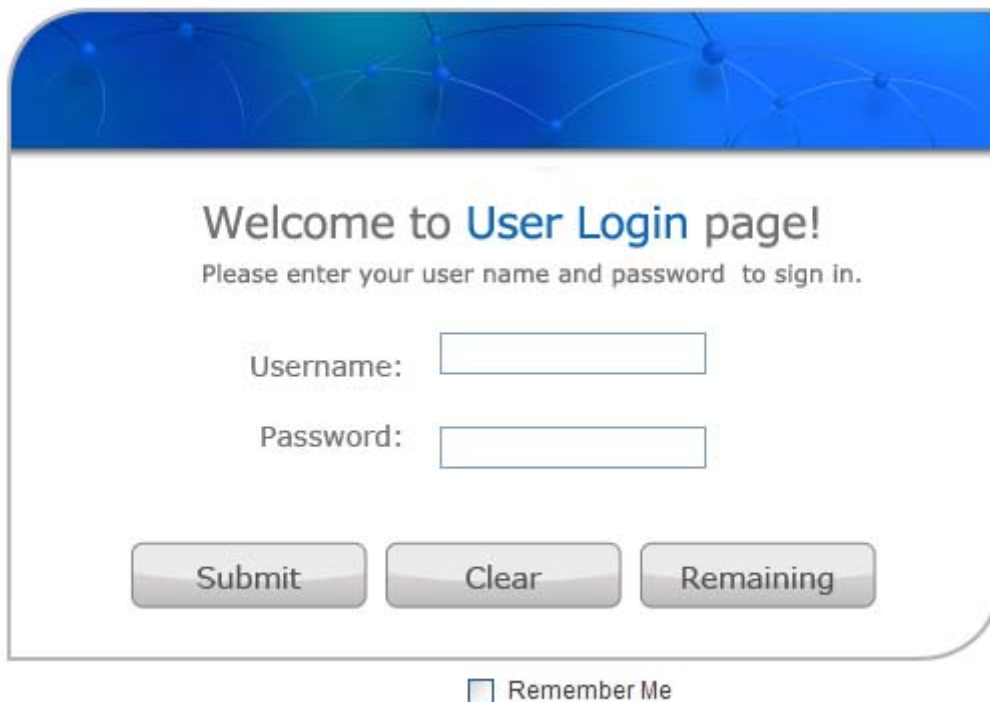 Welcome to User Login page!
Please enter your user name and password to sign in.
Username:
Password:
Submit Clear Remaining
Remember Me